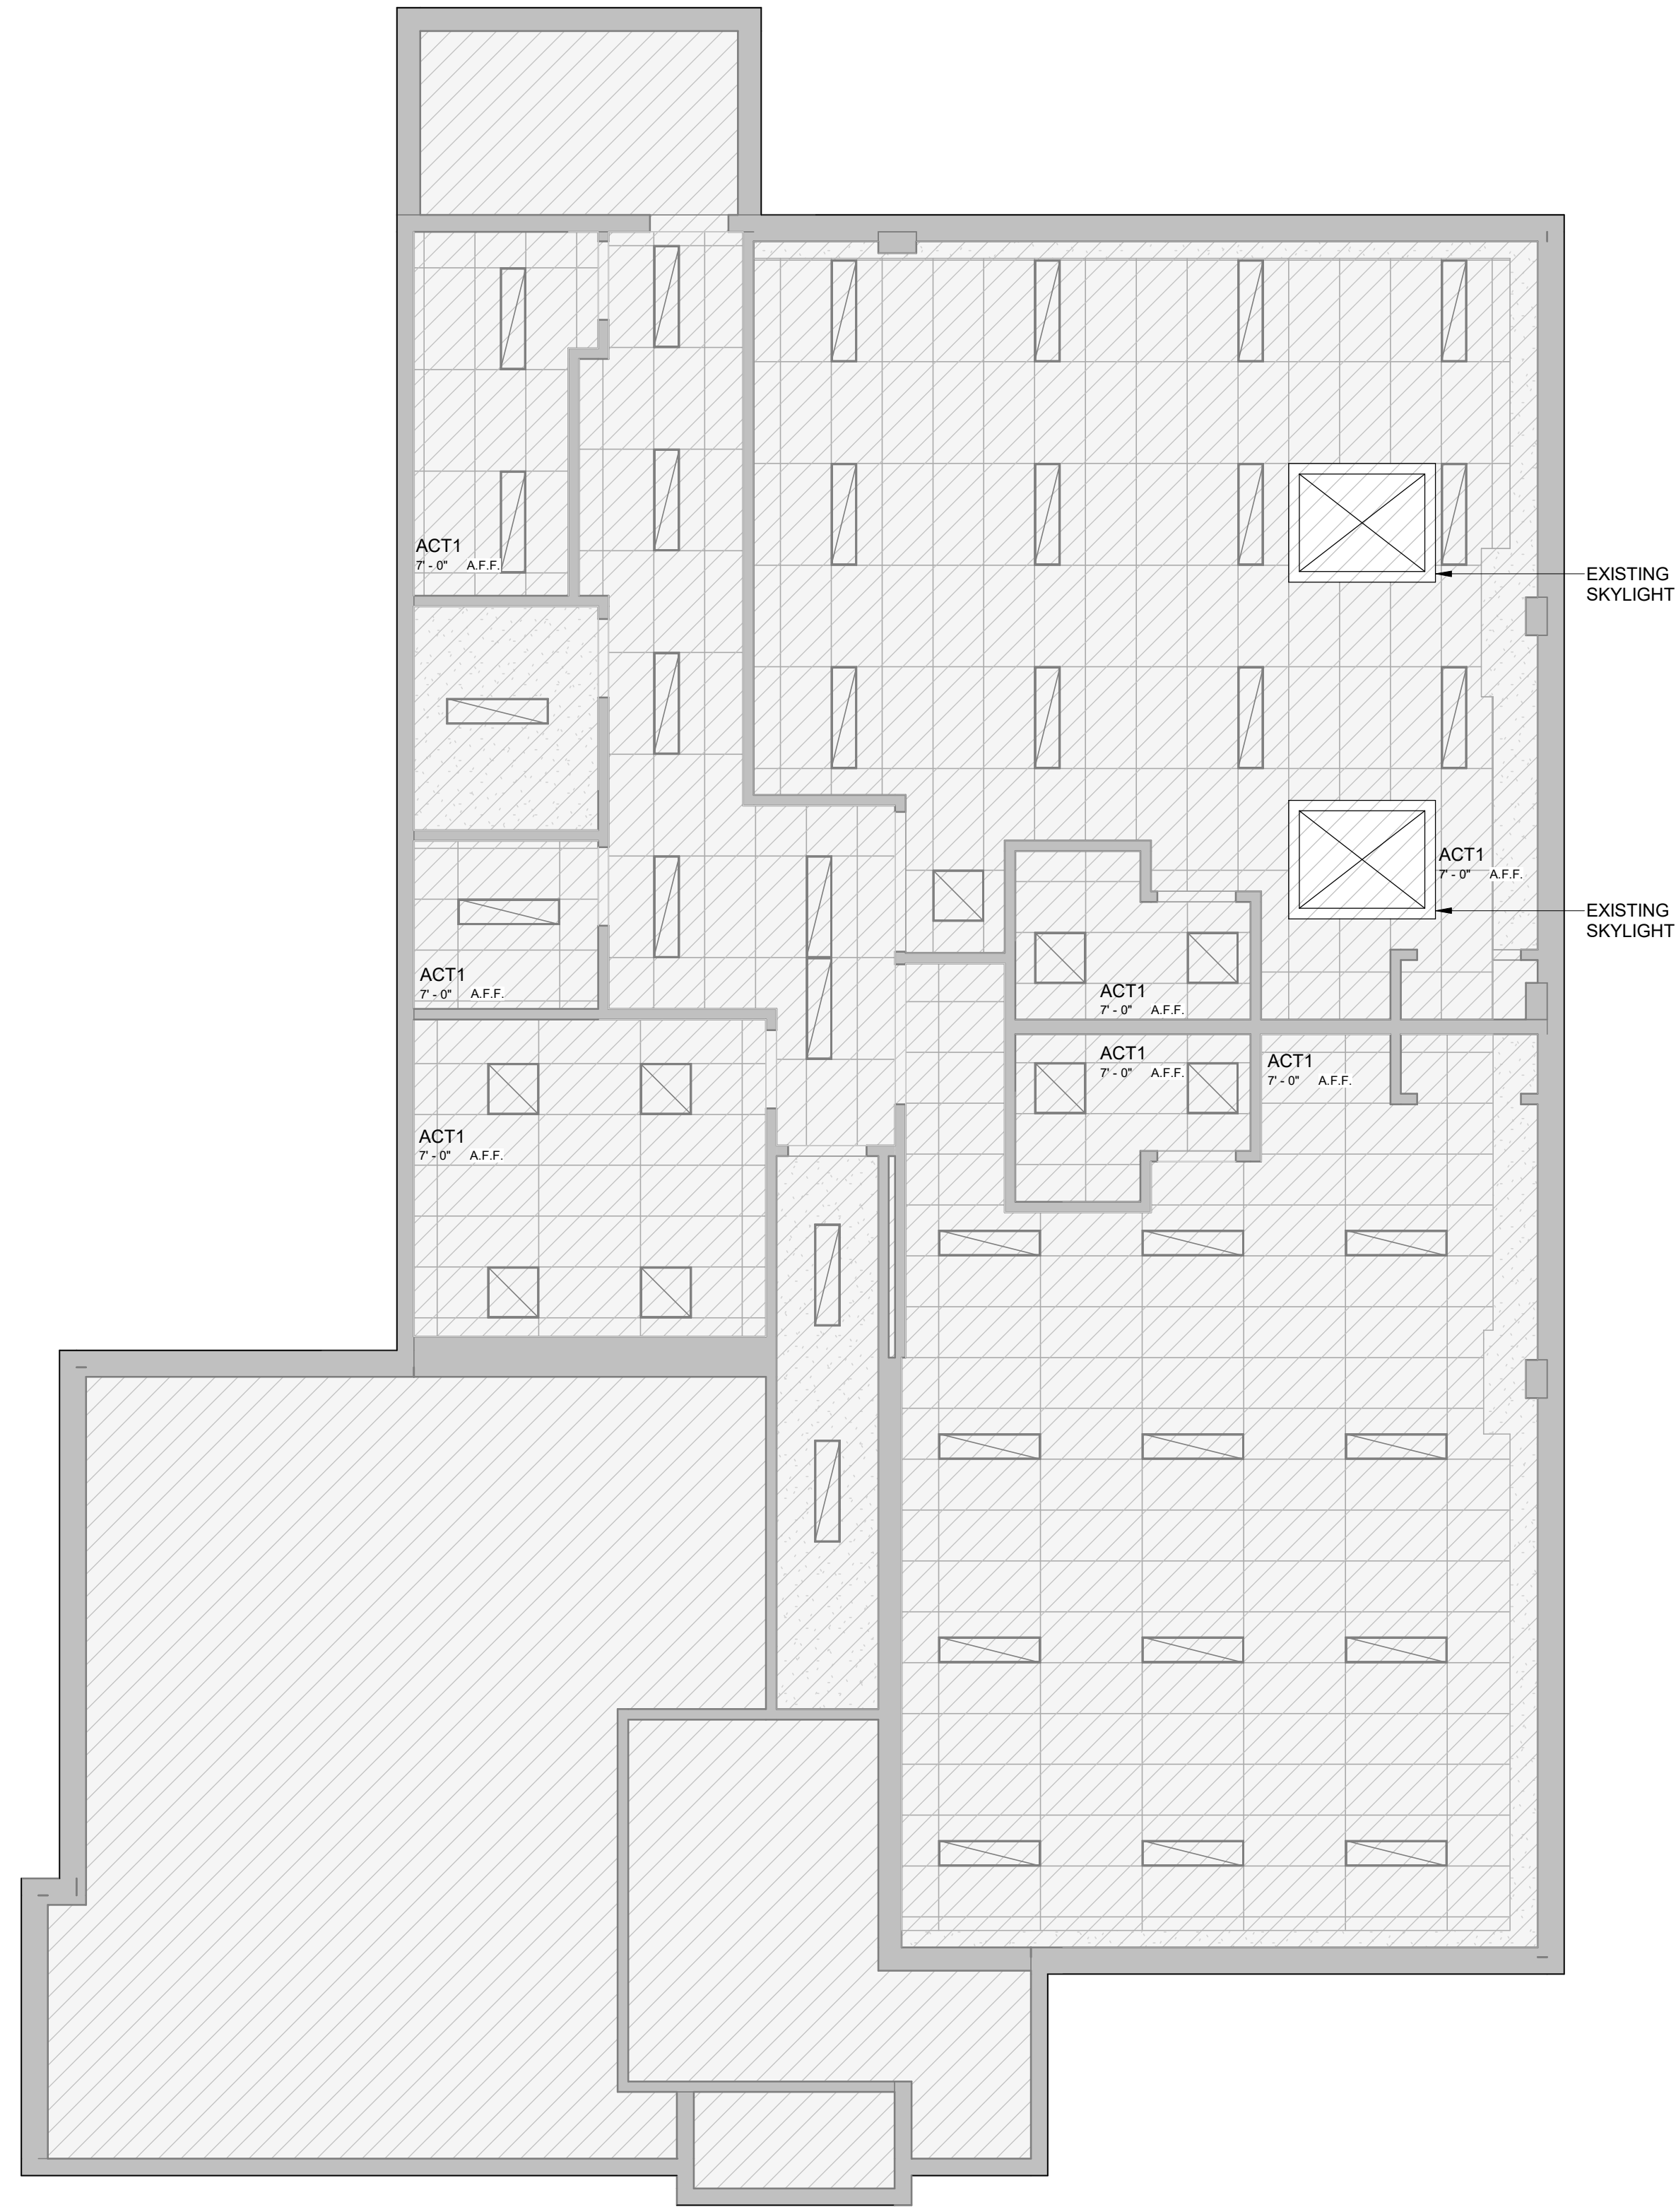 ACT1
7' - 0" A.F.F.
EXISTING
SKYLIGHT
ACT1
7' - 0" A.F.F.
EXISTING
SKYLIGHT
ACT1
7' - 0" A.F.F.
ACT1
7' - 0" A.F.F.
ACT1
7' - 0" A.F.F.
ACT1
7' - 0" A.F.F.
ACT1
7' - 0" A.F.F.